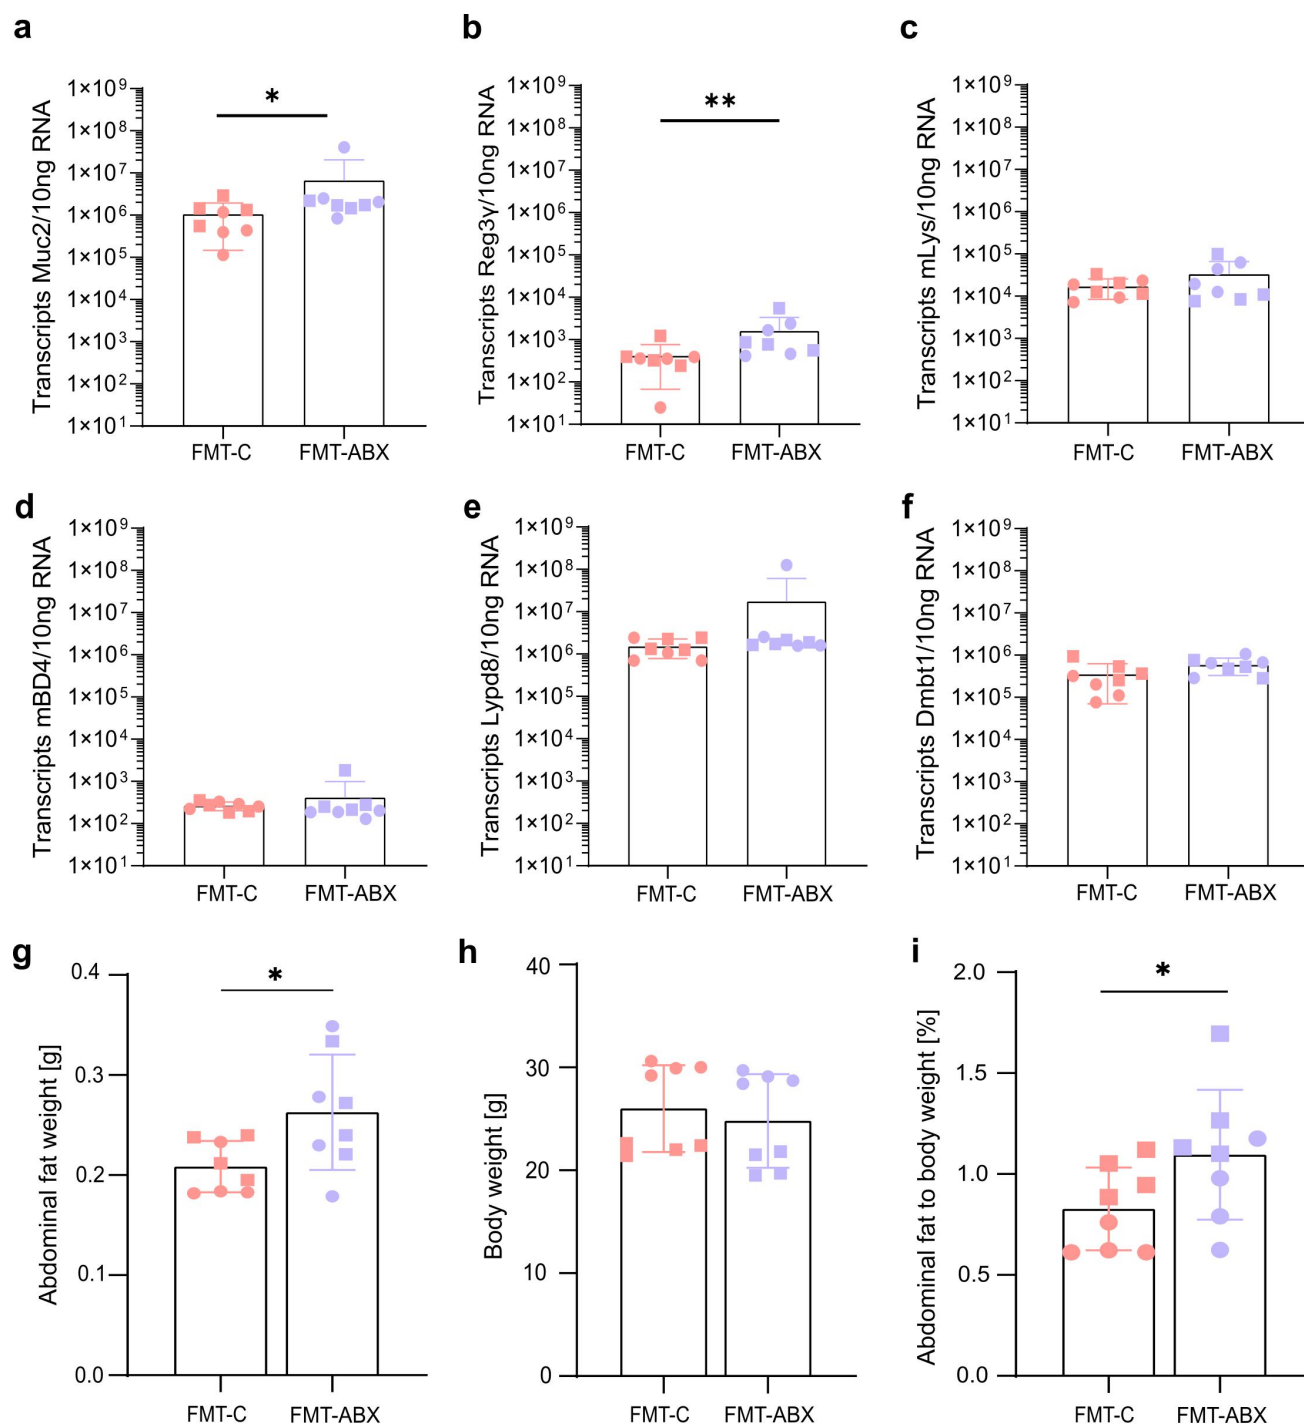 a
Transcripts Muc2/10ng RNA
1×10⁹
1×10⁸
1×10⁷
1×10⁶
1×10⁵
1×10⁴
1×10³
1×10²
1×10¹
*
FMT-C FMT-ABX
b
Transcripts Reg3γ/10ng RNA
1×10⁹
1×10⁸
1×10⁷
1×10⁶
1×10⁵
1×10⁴
1×10³
1×10²
1×10¹
**
FMT-C FMT-ABX
c
Transcripts mLys/10ng RNA
1×10⁹
1×10⁸
1×10⁷
1×10⁶
1×10⁵
1×10⁴
1×10³
1×10²
1×10¹
FMT-C FMT-ABX
d
Transcripts mBD4/10ng RNA
1×10⁹
1×10⁸
1×10⁷
1×10⁶
1×10⁵
1×10⁴
1×10³
1×10²
1×10¹
FMT-C FMT-ABX
e
Transcripts Lypd8/10ng RNA
1×10⁹
1×10⁸
1×10⁷
1×10⁶
1×10⁵
1×10⁴
1×10³
1×10²
1×10¹
FMT-C FMT-ABX
f
Transcripts Dmbt1/10ng RNA
1×10⁹
1×10⁸
1×10⁷
1×10⁶
1×10⁵
1×10⁴
1×10³
1×10²
1×10¹
FMT-C FMT-ABX
g
Abdominal fat weight [g]
0.4
0.3
0.2
0.1
0.0
*
FMT-C FMT-ABX
h
Body weight [g]
40
30
20
10
0
FMT-C FMT-ABX
i
Abdominal fat to body weight [%]
2.0
1.5
1.0
0.5
0.0
*
FMT-C FMT-ABX